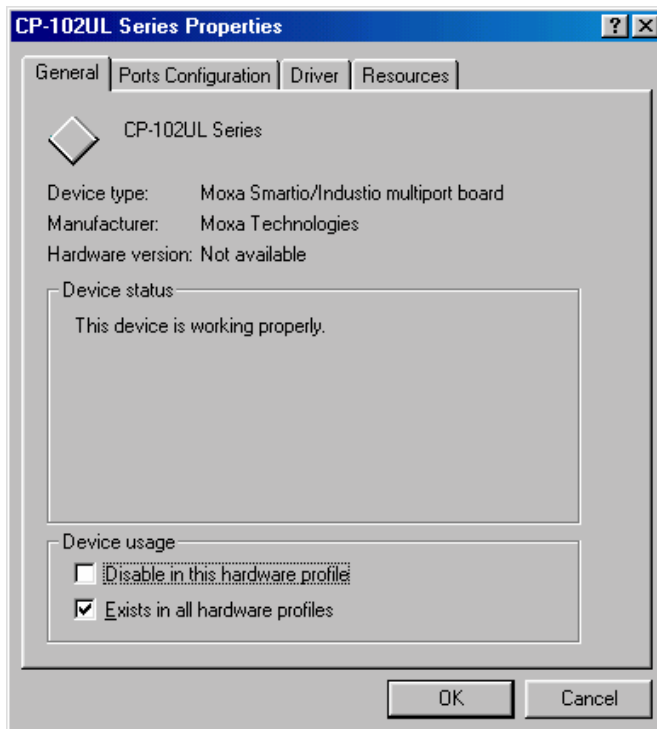 CP-102UL Series Properties
General
Ports Configuration
Driver
Resources
CP-102UL Series
Device type: Moxa Smartio/Industio multiport board
Manufacturer: Moxa Technologies
Hardware version: Not available
Device status
This device is working properly.
Device usage
Disable in this hardware profile
Exists in all hardware profiles
OK
Cancel